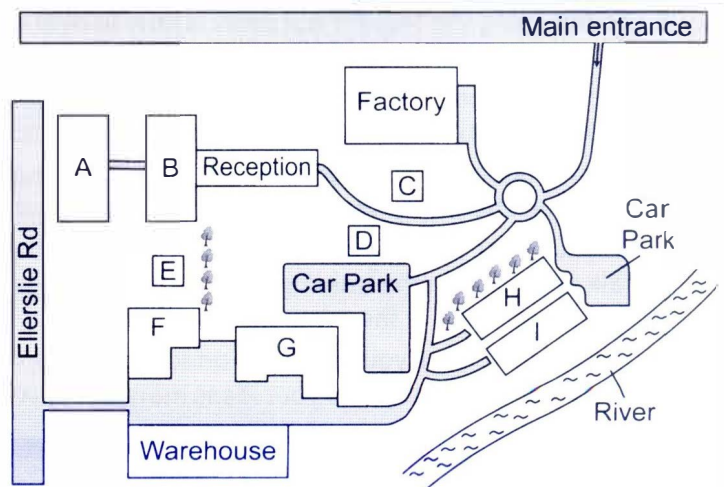 Main entrance
Factory
A
B
Reception
C
Car
Park
D
E
Car Park
H
Ellerslie Rd
F
G
I
River
Warehouse